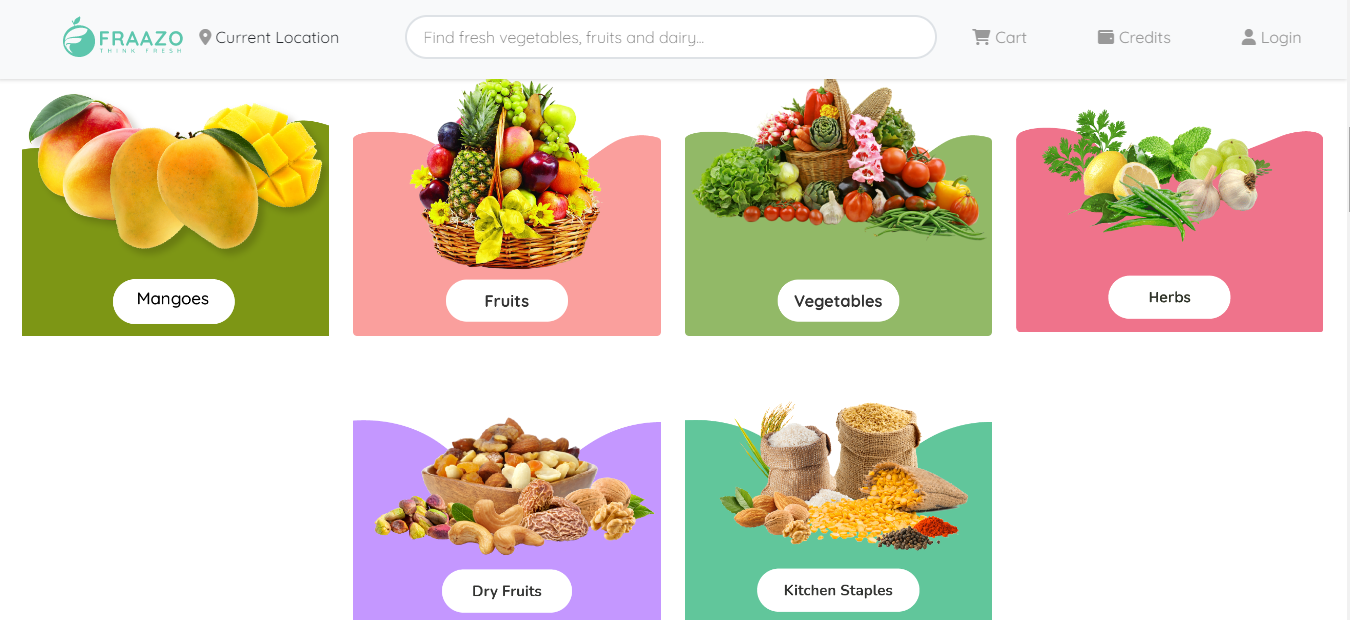 FRAAZO
THINK FRESH
Current Location
Find fresh vegetables, fruits and dairy...
Cart
Credits
Login
Mangoes
Fruits
Vegetables
Herbs
Dry Fruits
Kitchen Staples